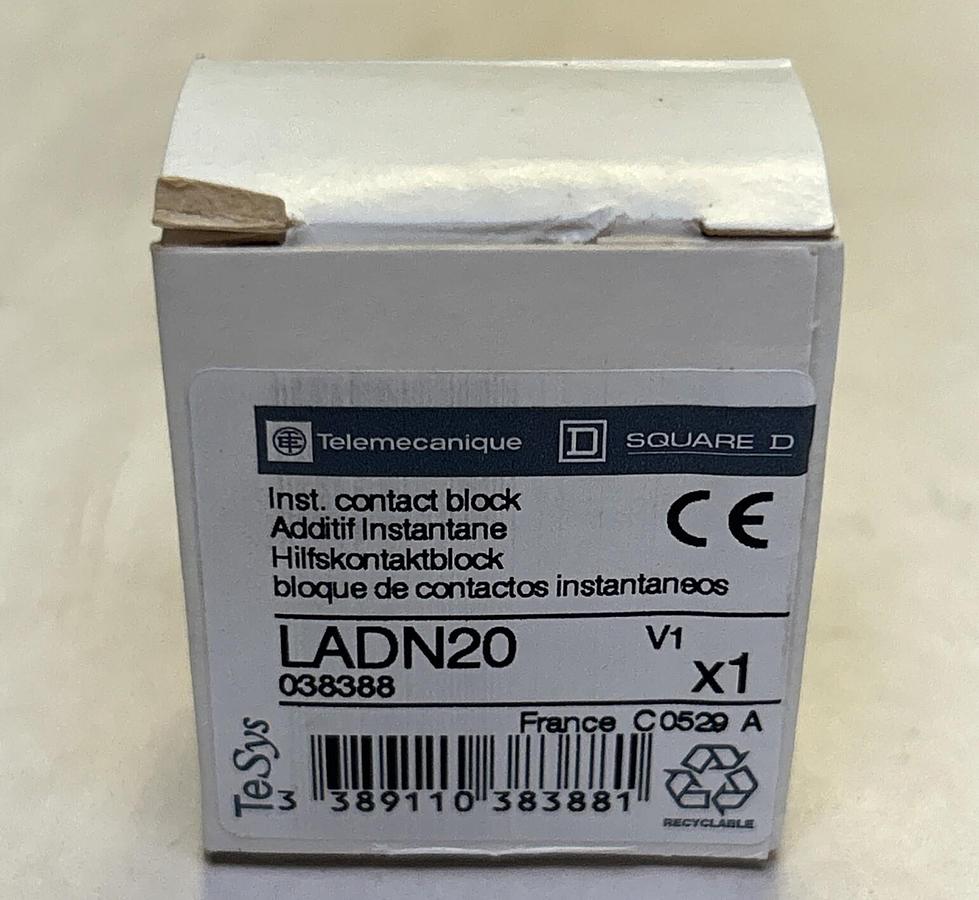 Telemecanique D SQUARE D
Inst. contact block
Additif Instantane
Hilfskontaktblock
bloque de contactos instantaneos
CE
LADN20 V1
038388 x1
France C0529 A
TeSys
3 389110 383881
RECYCLABLE